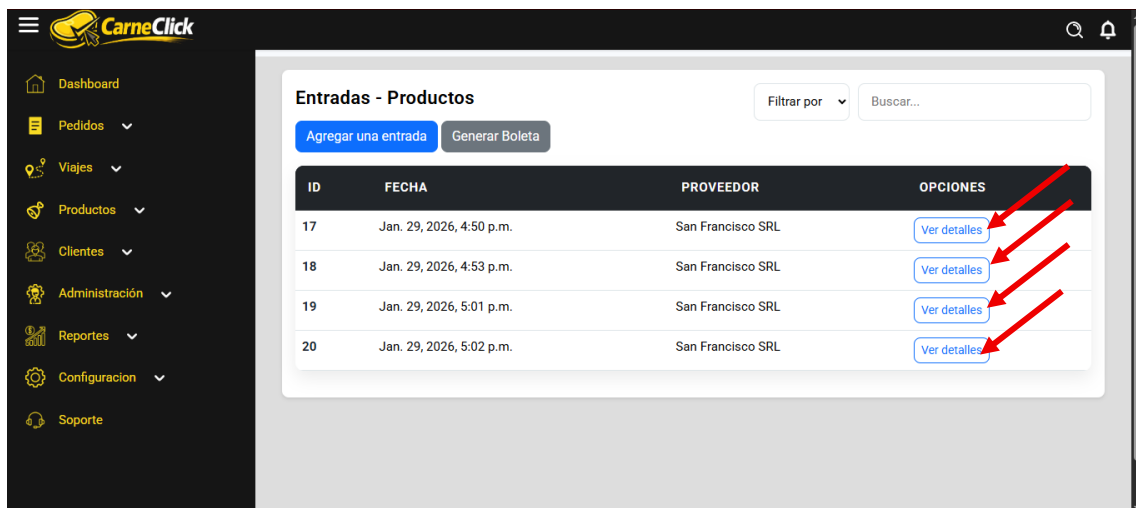 CarneClick
Dashboard
Pedidos
Viajes
Productos
Clientes
Administración
Reportes
Configuracion
Soporte
Entradas - Productos
Filtrar por
Buscar...
Agregar una entrada
Generar Boleta
ID FECHA PROVEEDOR OPCIONES
17 Jan. 29, 2026, 4:50 p.m. San Francisco SRL Ver detalles
18 Jan. 29, 2026, 4:53 p.m. San Francisco SRL Ver detalles
19 Jan. 29, 2026, 5:01 p.m. San Francisco SRL Ver detalles
20 Jan. 29, 2026, 5:02 p.m. San Francisco SRL Ver detalles